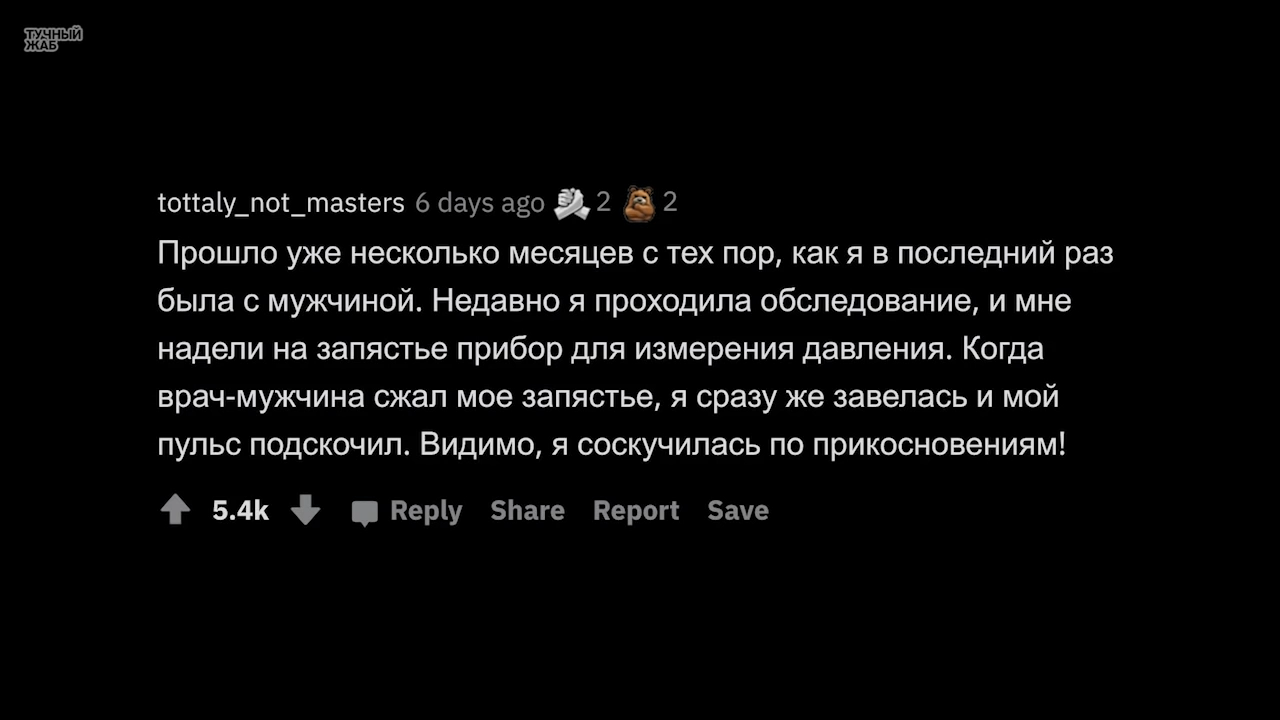 ТУЧНЫЙ
ЖАБ
tottaly_not_masters 6 days ago 2 2
Прошло уже несколько месяцев с тех пор, как я в последний раз
была с мужчиной. Недавно я проходила обследование, и мне
надели на запястье прибор для измерения давления. Когда
врач-мужчина сжал мое запястье, я сразу же завелась и мой
пульс подскочил. Видимо, я соскучилась по прикосновениям!
5.4k Reply Share Report Save